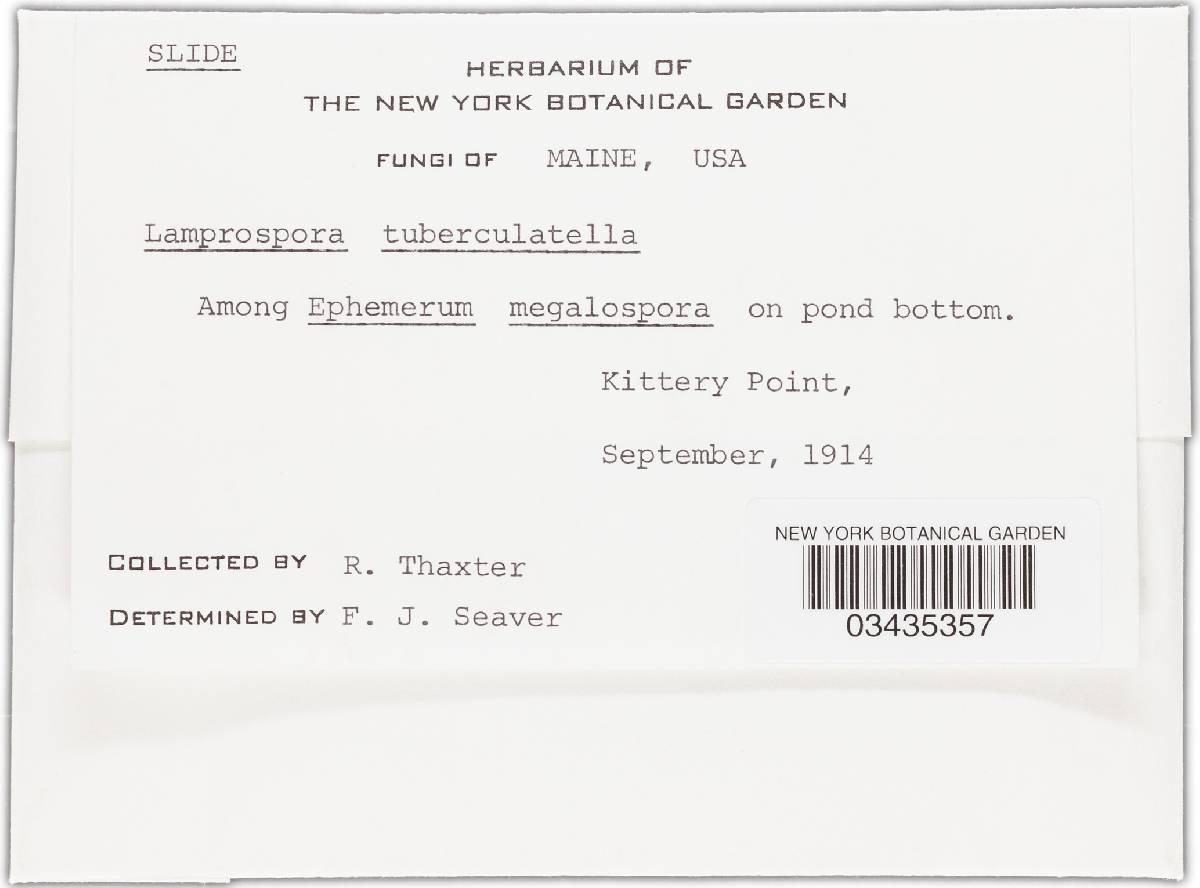 SLIDE
HERBARIUM OF
THE NEW YORK BOTANICAL GARDEN
FUNGI OF MAINE, USA
Lamprospora tuberculatella
Among Ephemerum megalospora on pond bottom.
Kittery Point,
September, 1914
COLLECTED BY R. Thaxter
DETERMINED BY F. J. Seaver
NEW YORK BOTANICAL GARDEN
03435357